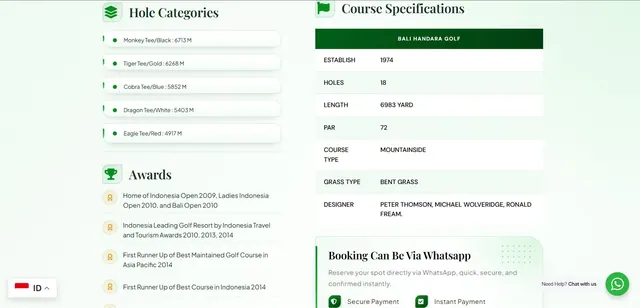 Hole Categories
Monkey Tee/Black : 6713 M
Tiger Tee/Gold : 6268 M
Cobra Tee/Blue : 5852 M
Dragon Tee/White : 5403 M
Eagle Tee/Red : 4917 M
Awards
Home of Indonesia Open 2009, Ladies Indonesia
Open 2010, and Bali Open 2010
Indonesia Leading Golf Resort by Indonesia Travel
and Tourism Awards 2010, 2013, 2014
First Runner Up of Best Maintained Golf Course in
Asia Pacific 2014
First Runner Up of Best Course in Indonesia 2014
Course Specifications
BALI HANDARA GOLF
ESTABLISH 1974
HOLES 18
LENGTH 6983 YARD
PAR 72
COURSE MOUNTAINSIDE
TYPE
GRASS TYPE BENT GRASS
DESIGNER PETER THOMSON, MICHAEL WOLVERIDGE, RONALD
FREAM.
Booking Can Be Via Whatsapp
Reserve your spot directly via WhatsApp, quick, secure, and
confirmed instantly.
Secure Payment Instant Payment
ID
Need Help? Chat with us